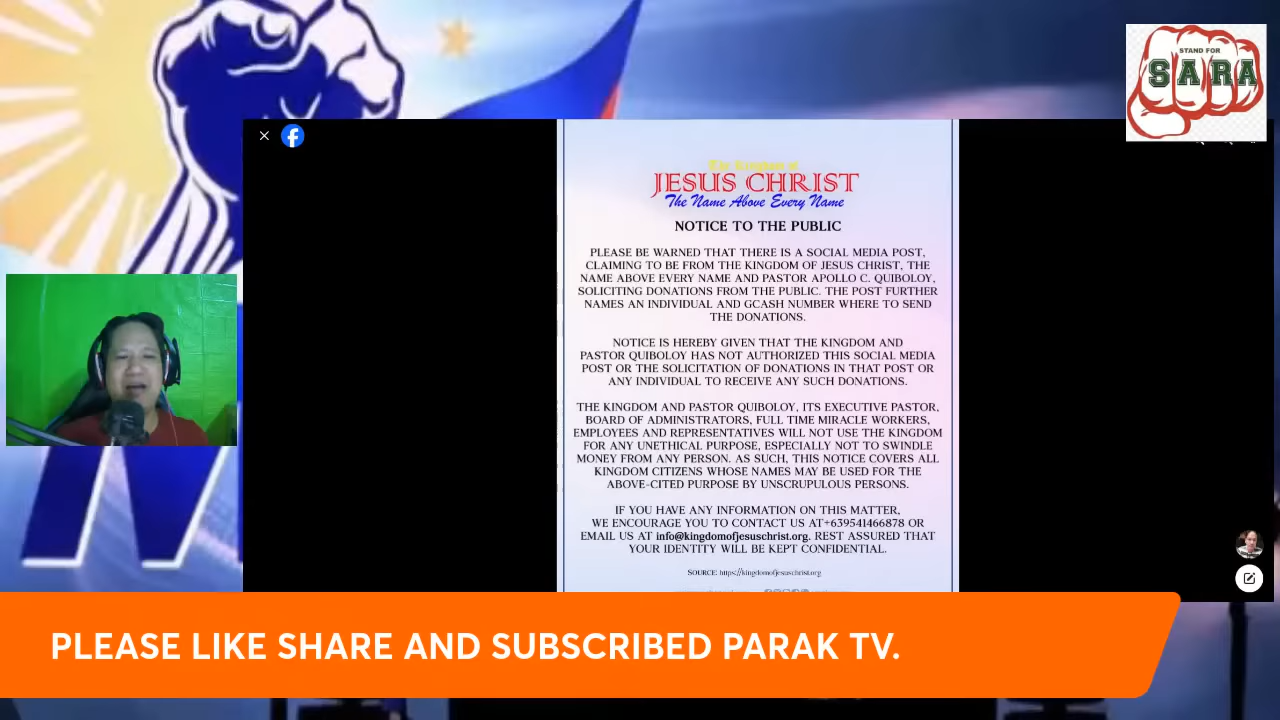 STAND FOR
SARA
The Kingdom of
JESUS CHRIST
The Name Above Every Name
NOTICE TO THE PUBLIC
PLEASE BE WARNED THAT THERE IS A SOCIAL MEDIA POST,
CLAIMING TO BE FROM THE KINGDOM OF JESUS CHRIST, THE
NAME ABOVE EVERY NAME AND PASTOR APOLLO C. QUIBOLOY,
SOLICITING DONATIONS FROM THE PUBLIC. THE POST FURTHER
NAMES AN INDIVIDUAL AND GCASH NUMBER WHERE TO SEND
THE DONATIONS.
NOTICE IS HEREBY GIVEN THAT THE KINGDOM AND
PASTOR QUIBOLOY HAS NOT AUTHORIZED THIS SOCIAL MEDIA
POST OR THE SOLICITATION OF DONATIONS IN THAT POST OR
ANY INDIVIDUAL TO RECEIVE ANY SUCH DONATIONS.
THE KINGDOM AND PASTOR QUIBOLOY, ITS EXECUTIVE PASTOR,
BOARD OF ADMINISTRATORS, FULL TIME MIRACLE WORKERS,
EMPLOYEES AND REPRESENTATIVES WILL NOT USE THE KINGDOM
FOR ANY UNETHICAL PURPOSE, ESPECIALLY NOT TO SWINDLE
MONEY FROM ANY PERSON. AS SUCH, THIS NOTICE COVERS ALL
KINGDOM CITIZENS WHOSE NAMES MAY BE USED FOR THE
ABOVE-CITED PURPOSE BY UNSCRUPULOUS PERSONS.
IF YOU HAVE ANY INFORMATION ON THIS MATTER,
WE ENCOURAGE YOU TO CONTACT US AT+639541466878 OR
EMAIL US AT info@kingdomofjesuschrist.org. REST ASSURED THAT
YOUR IDENTITY WILL BE KEPT CONFIDENTIAL.
SOURCE: https://kingdomofjesuschrist.org
PLEASE LIKE SHARE AND SUBSCRIBED PARAK TV.